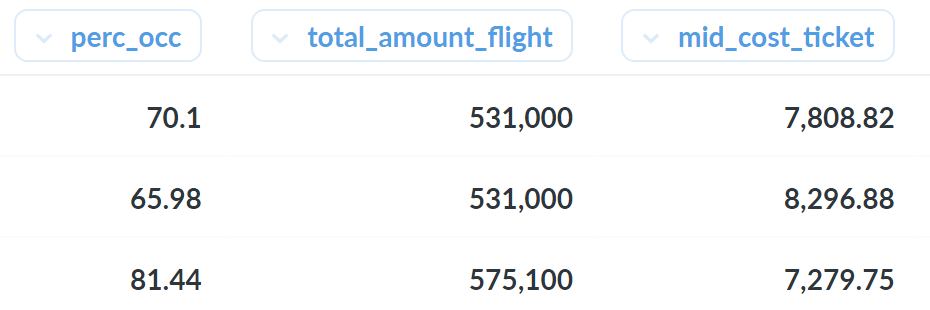 perc_occ total_amount_flight mid_cost_ticket
70.1 531,000 7,808.82
65.98 531,000 8,296.88
81.44 575,100 7,279.75